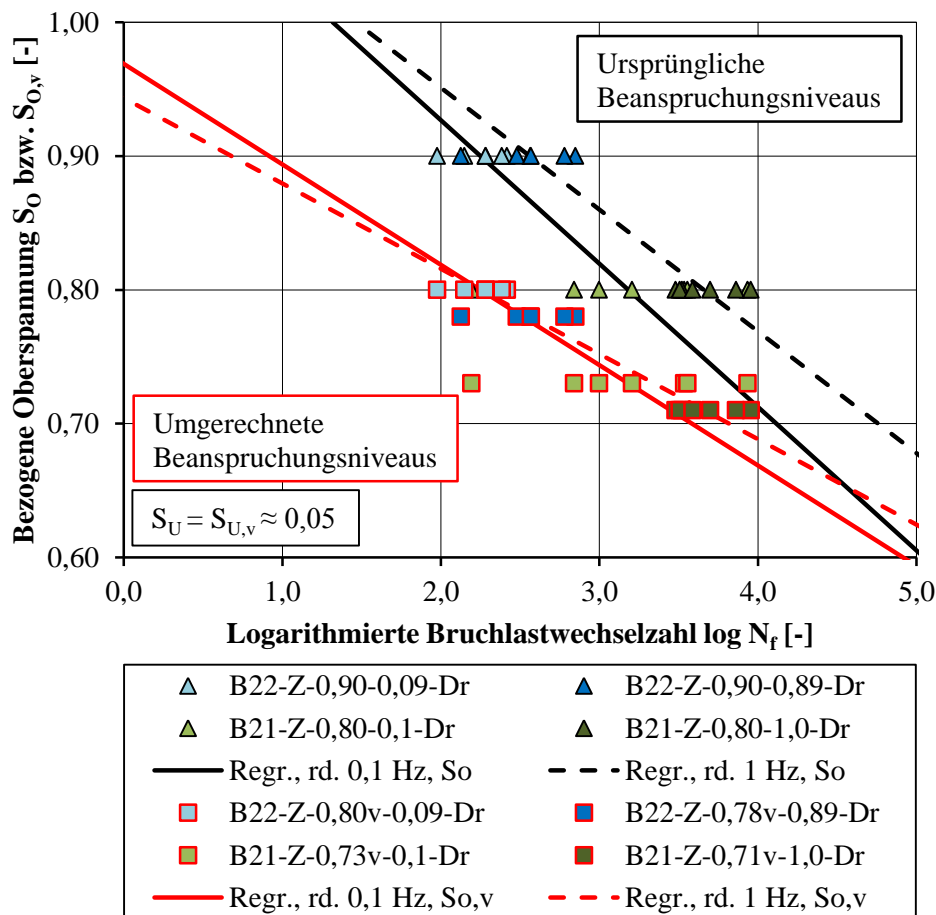 Bezogene Oberspannung S_O bzw. S_O,v [-]
1,00
0,90
0,80
0,70
0,60
Ursprüngliche
Beanspruchungsniveaus
Umgerechnete
Beanspruchungsniveaus
S_U = S_U,v ≈ 0,05
0,0 1,0 2,0 3,0 4,0 5,0
Logarithmierte Bruchlastwechselzahl log N_f [-]
B22-Z-0,90-0,09-Dr B22-Z-0,90-0,89-Dr
B21-Z-0,80-0,1-Dr B21-Z-0,80-1,0-Dr
Regr., rd. 0,1 Hz, So Regr., rd. 1 Hz, So
B22-Z-0,80v-0,09-Dr B22-Z-0,78v-0,89-Dr
B21-Z-0,73v-0,1-Dr B21-Z-0,71v-1,0-Dr
Regr., rd. 0,1 Hz, So,v Regr., rd. 1 Hz, So,v